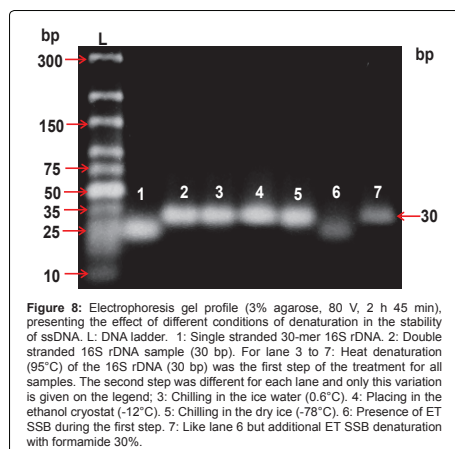 bp
L
bp
300
150
75
50
35
25
10
1
2
3
4
5
6
7
30
Figure 8: Electrophoresis gel profile (3% agarose, 80 V, 2 h 45 min),
presenting the effect of different conditions of denaturation in the stability
of ssDNA. L: DNA ladder. 1: Single stranded 30-mer 16S rDNA. 2: Double
stranded 16S rDNA sample (30 bp). For lane 3 to 7: Heat denaturation
(95°C) of the 16S rDNA (30 bp) was the first step of the treatment for all
samples. The second step was different for each lane and only this variation
is given on the legend; 3: Chilling in the ice water (0.6°C). 4: Placing in the
ethanol cryostat (-12°C). 5: Chilling in the dry ice (-78°C). 6: Presence of ET
SSB during the first step. 7: Like lane 6 but additional ET SSB denaturation
with formamide 30%.